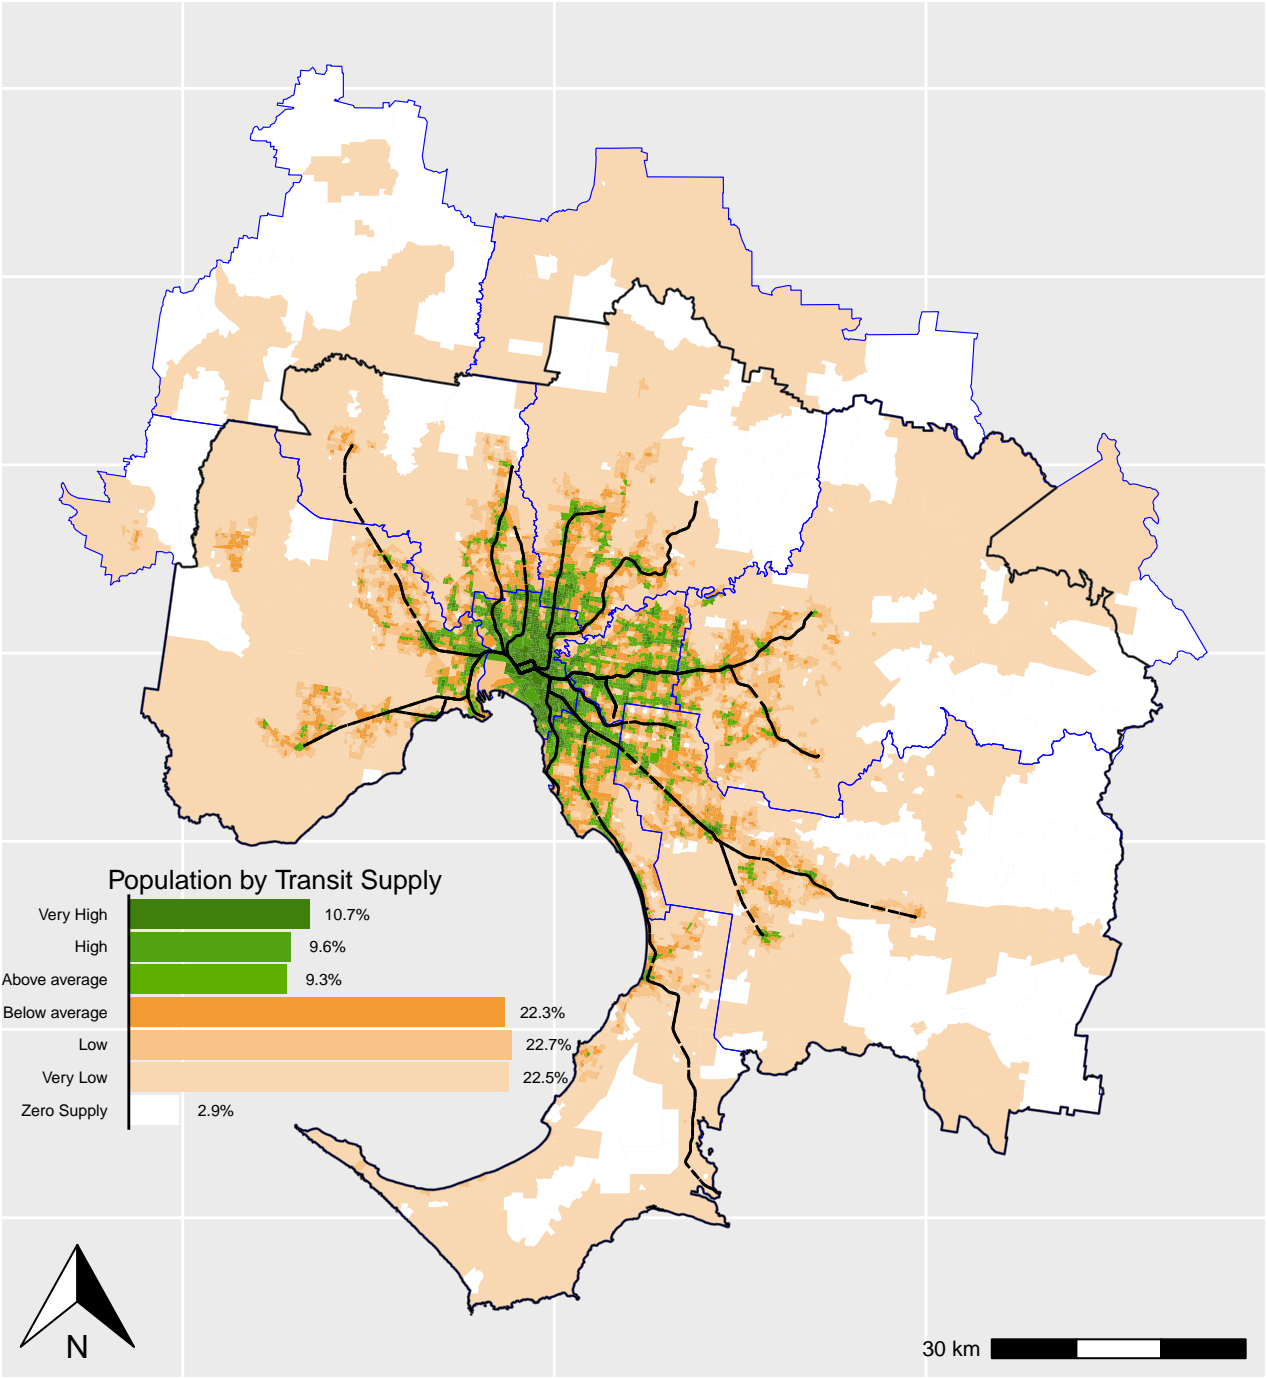 Population by Transit Supply
Very High 10.7%
High 9.6%
Above average 9.3%
Below average 22.3%
Low 22.7%
Very Low 22.5%
Zero Supply 2.9%
N
30 km